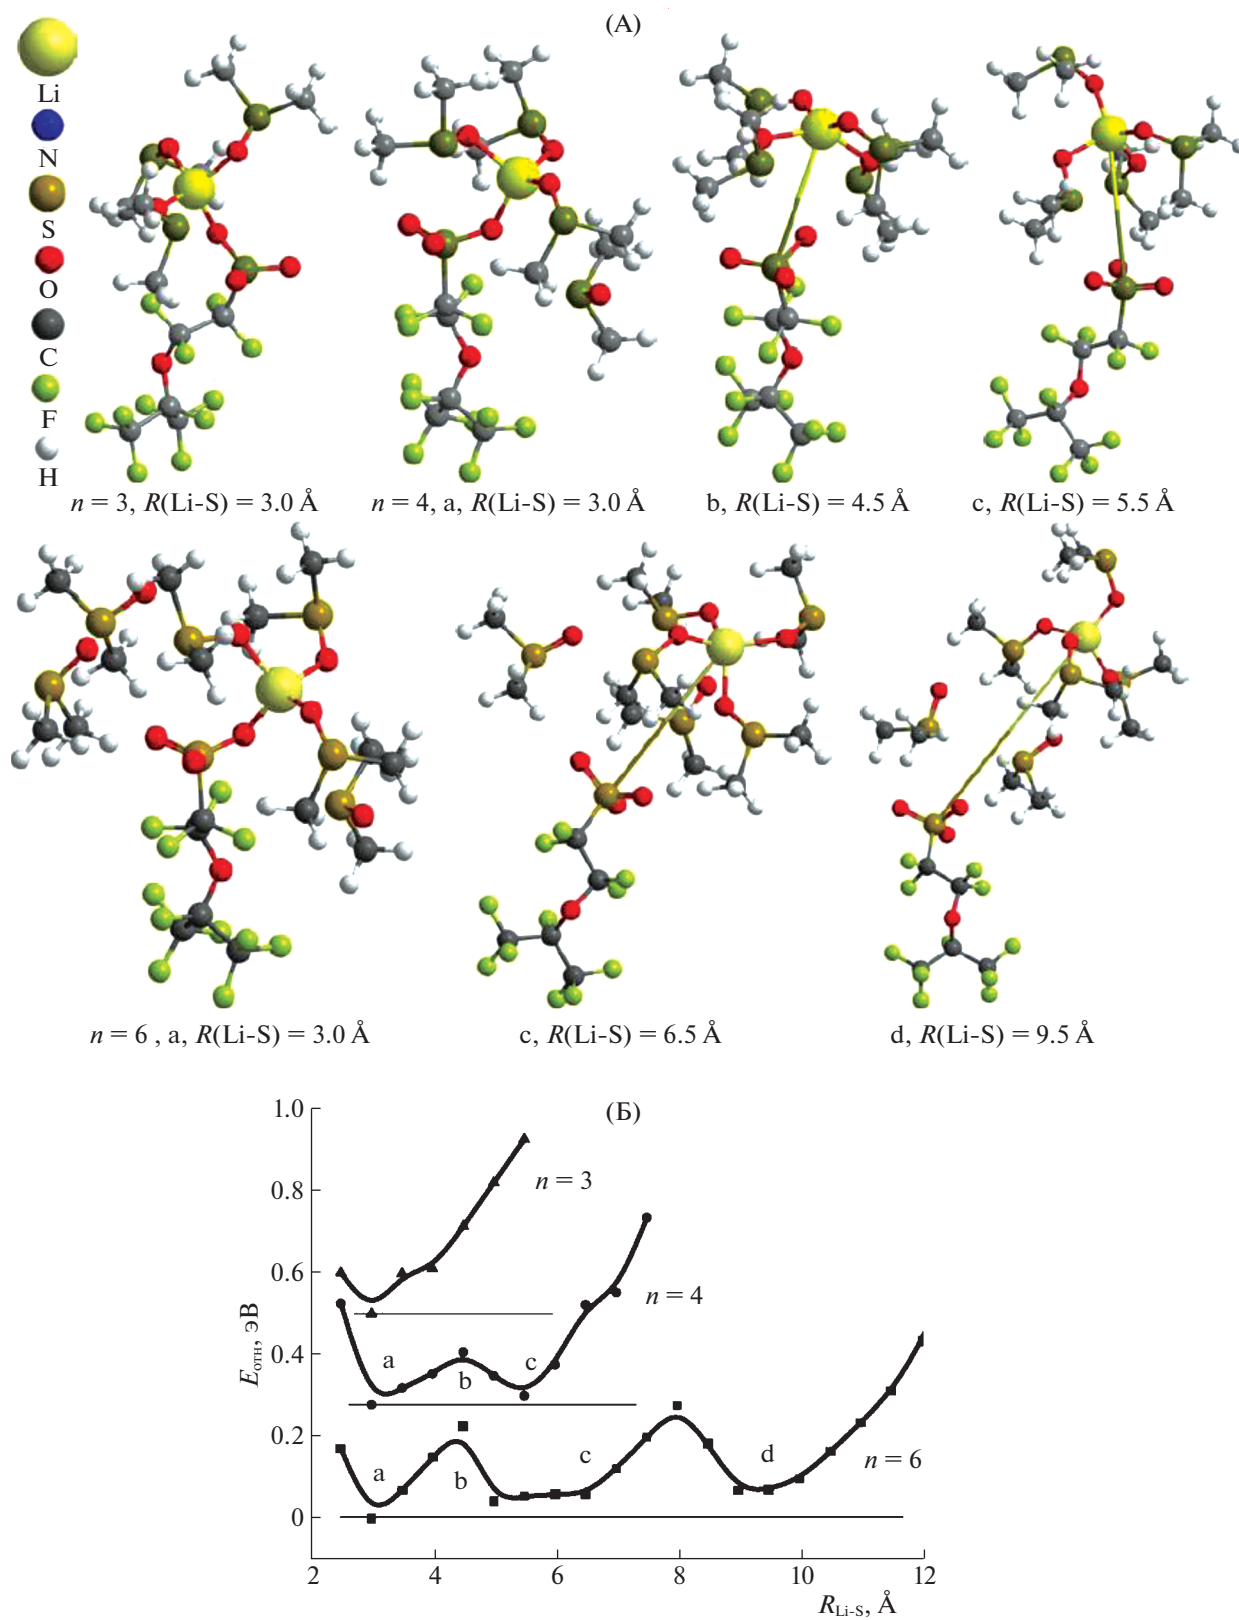 (А)
Li
N
S
O
C
F
H
n = 3, R(Li-S) = 3.0 Å
n = 4, a, R(Li-S) = 3.0 Å
b, R(Li-S) = 4.5 Å
c, R(Li-S) = 5.5 Å
n = 6 , a, R(Li-S) = 3.0 Å
c, R(Li-S) = 6.5 Å
d, R(Li-S) = 9.5 Å
(Б)
1.0
0.8
0.6
0.4
0.2
0
Eотн, эВ
n = 3
n = 4
a
b
c
a
b
c
d
n = 6
2
4
6
8
10
12
RLi-S, Å